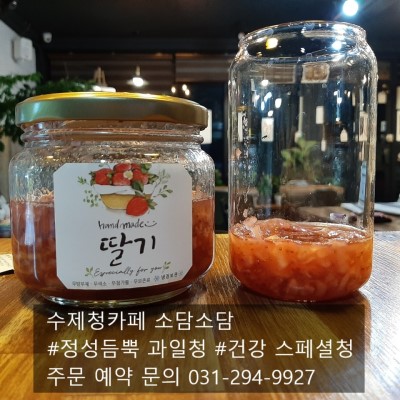 handmade
딸기
Especially for you
수제청카페 소담소담
#정성듬뿍 과일청 #건강 스페셜청
주문 예약 문의 031-294-9927